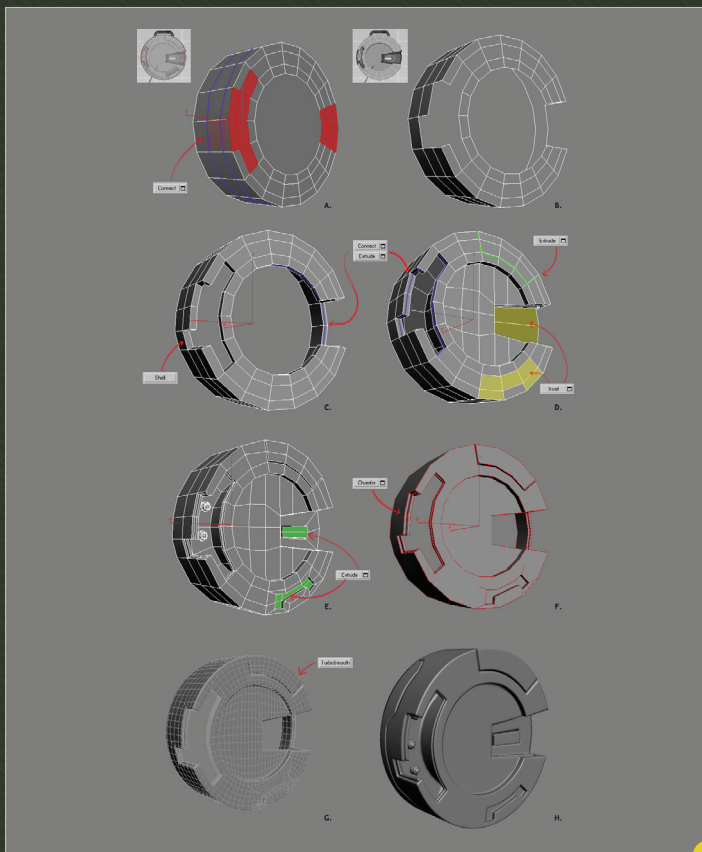 Connect
A.
B.
Connect
Extrude
Shell
C.
Extrude
Inset
D.
Extrude
E.
Chamfer
F.
TurboSmooth
G.
H.